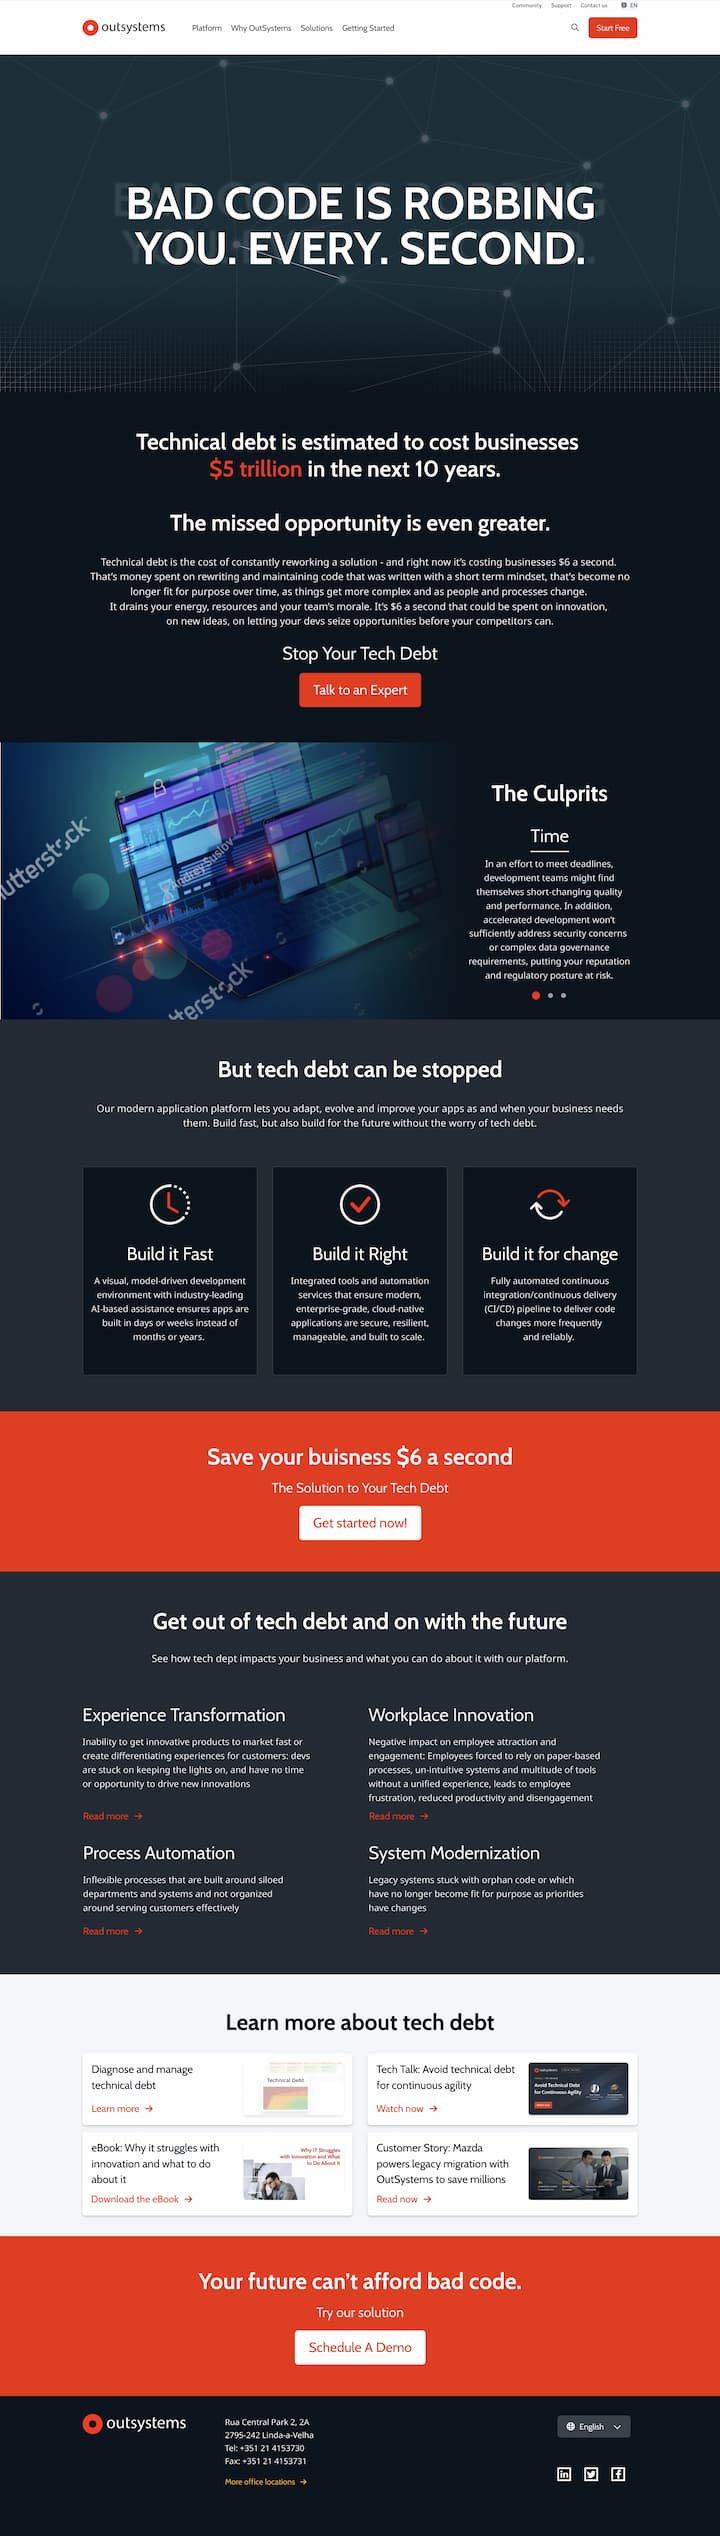 Community Support Contact us EN
outsystems Platform Why OutSystems Solutions Getting Started Start Free
BAD CODE IS ROBBING
YOU. EVERY. SECOND.
Technical debt is estimated to cost businesses
$5 trillion in the next 10 years.
The missed opportunity is even greater.
Technical debt is the cost of constantly reworking a solution - and right now it's costing businesses $6 a second.
That's money spent on rewriting and maintaining code that was written with a short term mindset, that's become no
longer fit for purpose over time, as things get more complex and as people and processes change.
It drains your energy, resources and your team's morale. It's $6 a second that could be spent on innovation,
on new ideas, on letting your devs seize opportunities before your competitors can.
Stop Your Tech Debt
Talk to an Expert
utterstock
Andrey Suslov
tterstock
The Culprits
Time
In an effort to meet deadlines,
development teams might find
themselves short-changing quality
and performance. In addition,
accelerated development won't
sufficiently address security concerns
or complex data governance
requirements, putting your reputation
and regulatory posture at risk.
But tech debt can be stopped
Our modern application platform lets you adapt, evolve and improve your apps as and when your business needs
them. Build fast, but also build for the future without the worry of tech debt.
Build it Fast
A visual, model-driven development
environment with industry-leading
AI-based assistance ensures apps are
built in days or weeks instead of
months or years.
Build it Right
Integrated tools and automation
services that ensure modern,
enterprise-grade, cloud-native
applications are secure, resilient,
manageable, and built to scale.
Build it for change
Fully automated continuous
integration/continuous delivery
(CI/CD) pipeline to deliver code
changes more frequently
and reliably.
Save your buisness $6 a second
The Solution to Your Tech Debt
Get started now!
Get out of tech debt and on with the future
See how tech dept impacts your business and what you can do about it with our platform.
Experience Transformation
Inability to get innovative products to market fast or
create differentiating experiences for customers: devs
are stuck on keeping the lights on, and have no time
or opportunity to drive new innovations
Read more
Workplace Innovation
Negative impact on employee attraction and
engagement: Employees forced to rely on paper-based
processes, un-intuitive systems and multitude of tools
without a unified experience, leads to employee
frustration, reduced productivity and disengagement
Read more
Process Automation
Inflexible processes that are built around siloed
departments and systems and not organized
around serving customers effectively
Read more
System Modernization
Legacy systems stuck with orphan code or which
have no longer become fit for purpose as priorities
have changes
Read more
Learn more about tech debt
Diagnose and manage
technical debt
Learn more
Technical Debt
Tech Talk: Avoid technical debt
for continuous agility
Watch now
outsystems
Avoid Technical Debt
for Continuous Agility
eBook: Why it struggles with
innovation and what to do
about it
Download the eBook
Why IT Struggles
with Innovation and What
to Do About It
Customer Story: Mazda
powers legacy migration with
OutSystems to save millions
Read now
Your future can't afford bad code.
Try our solution
Schedule A Demo
outsystems
Rua Central Park 2, 2A
2795-242 Linda-a-Velha
Tel: +351 21 4153730
Fax: +351 21 4153731
More office locations
English